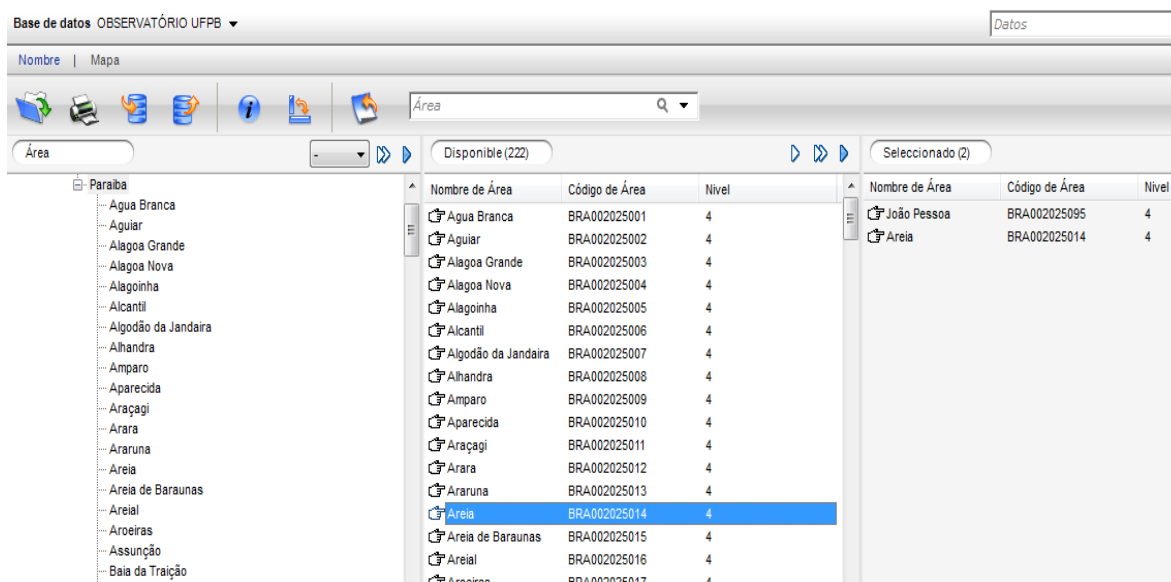 Base de datos OBSERVATÓRIO UFPB
Datos
Nombre | Mapa
Área
Área
-
Disponible (222)
Seleccionado (2)
Paraiba
Agua Branca
Aguiar
Alagoa Grande
Alagoa Nova
Alagoinha
Alcantil
Algodão da Jandaira
Alhandra
Amparo
Aparecida
Araçagi
Arara
Araruna
Areia
Areia de Baraunas
Areial
Aroeiras
Assunção
Baia da Traição
Nombre de Área Código de Área Nivel
Agua Branca BRA002025001 4
Aguiar BRA002025002 4
Alagoa Grande BRA002025003 4
Alagoa Nova BRA002025004 4
Alagoinha BRA002025005 4
Alcantil BRA002025006 4
Algodão da Jandaira BRA002025007 4
Alhandra BRA002025008 4
Amparo BRA002025009 4
Aparecida BRA002025010 4
Araçagi BRA002025011 4
Arara BRA002025012 4
Araruna BRA002025013 4
Areia BRA002025014 4
Areia de Baraunas BRA002025015 4
Areial BRA002025016 4
Aroeiras BRA002025017 4
Nombre de Área Código de Área Nivel
João Pessoa BRA002025095 4
Areia BRA002025014 4